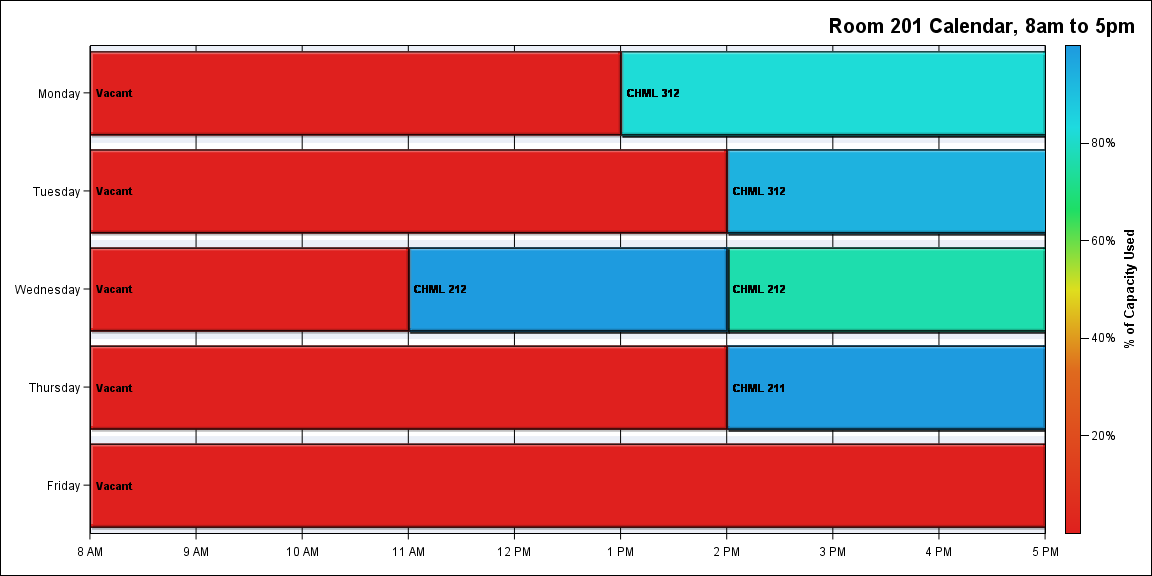 Room 201 Calendar, 8am to 5pm
Monday
Vacant
CHML 312
Tuesday
Vacant
CHML 312
Wednesday
Vacant
CHML 212
CHML 212
Thursday
Vacant
CHML 211
Friday
Vacant
8 AM
9 AM
10 AM
11 AM
12 PM
1 PM
2 PM
3 PM
4 PM
5 PM
80%
60%
40%
20%
% of Capacity Used